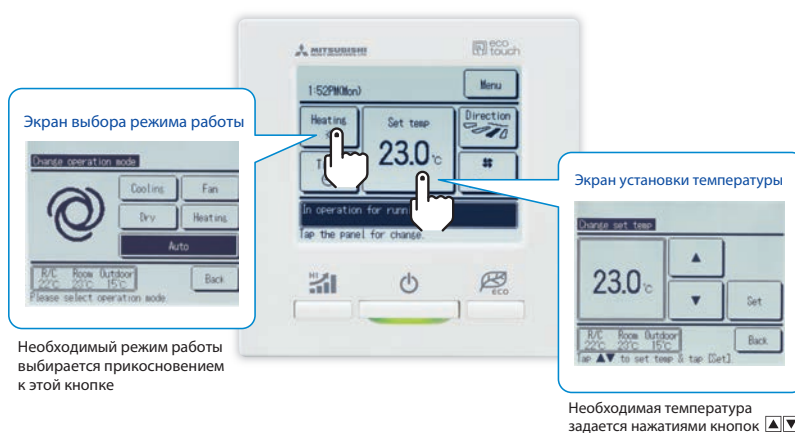 MITSUBISHI
eco
touch
1:52PM(Mon)
Menu
Heating
Set temp
Direction
23.0°C
T
In operation for runn
Tap the panel for change.
HI
ECO
Экран выбора режима работы
Change operation mode
Cooling
Fan
Dry
Heating
Auto
R/C Room Outdoor
22°C 23°C 15°C
Back
Please select operation mode.
Необходимый режим работы
выбирается прикосновением
к этой кнопке
Экран установки температуры
Change set temp
23.0°C
▲
▼
Set
R/C Room Outdoor
22°C 23°C 15°C
Back
Tap ▲▼ to set temp & tap [Set].
Необходимая температура
задается нажатиями кнопок ▲▼